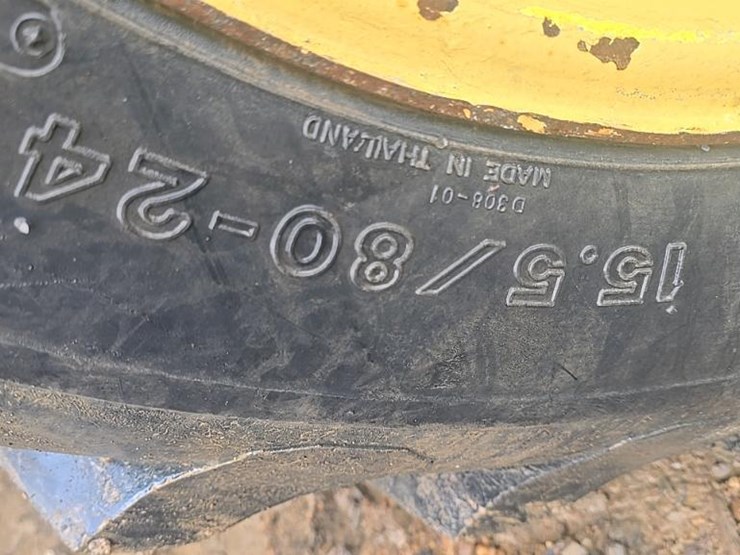 15.5/80-24
D308-01
MADE IN THAILAND